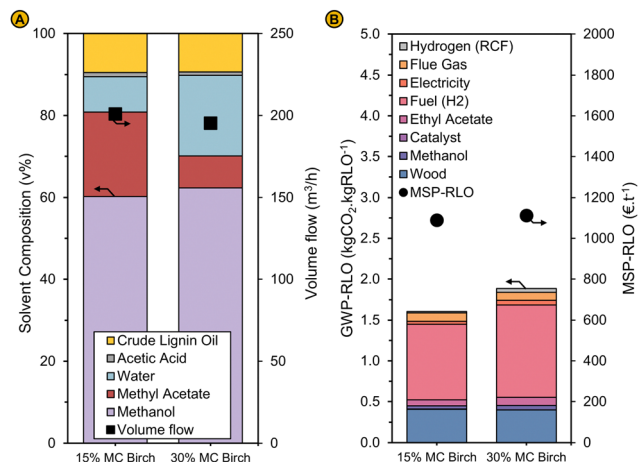 A
100
80
60
40
20
0
Solvent Composition (v%)
Crude Lignin Oil
Acetic Acid
Water
Methyl Acetate
Methanol
Volume flow
250
200
150
100
50
0
Volume flow (m³/h)
15% MC Birch
30% MC Birch
B
5.0
4.5
4.0
3.5
3.0
2.5
2.0
1.5
1.0
0.5
0.0
GWP-RLO (kgCO₂.kgRLO⁻¹)
Hydrogen (RCF)
Flue Gas
Electricity
Fuel (H2)
Ethyl Acetate
Catalyst
Methanol
Wood
MSP-RLO
2000
1800
1600
1400
1200
1000
800
600
400
200
0
MSP-RLO (€.t⁻¹)
15% MC Birch
30% MC Birch